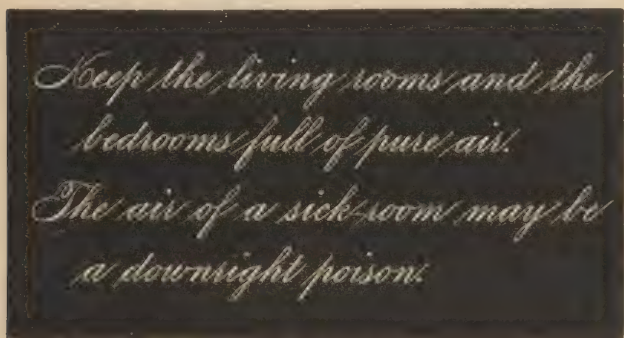 Keep the living rooms and the
bedrooms full of pure air.
The air of a sick-room may be
a downright poison.